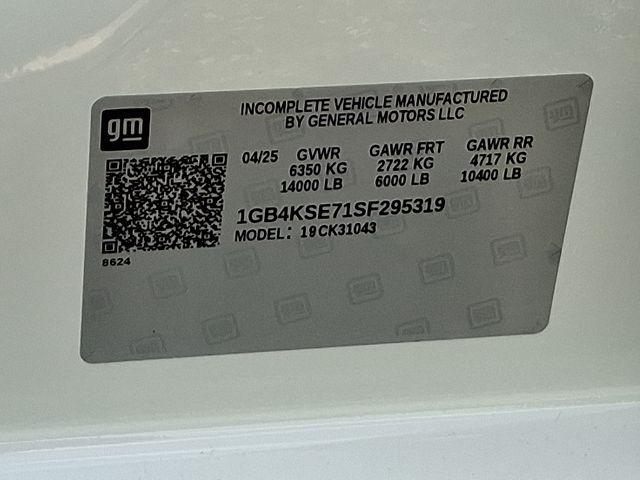 INCOMPLETE VEHICLE MANUFACTURED
BY GENERAL MOTORS LLC
gm
04/25 GVWR GAWR FRT GAWR RR
6350 KG 2722 KG 4717 KG
14000 LB 6000 LB 10400 LB
1GB4KSE71SF295319
MODEL: 19CK31043
8624